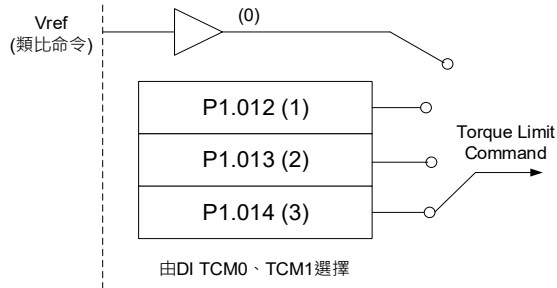 Vref
(類比命令)
(0)
P1.012 (1)
P1.013 (2)
P1.014 (3)
Torque Limit
Command
由DI TCM0、TCM1選擇